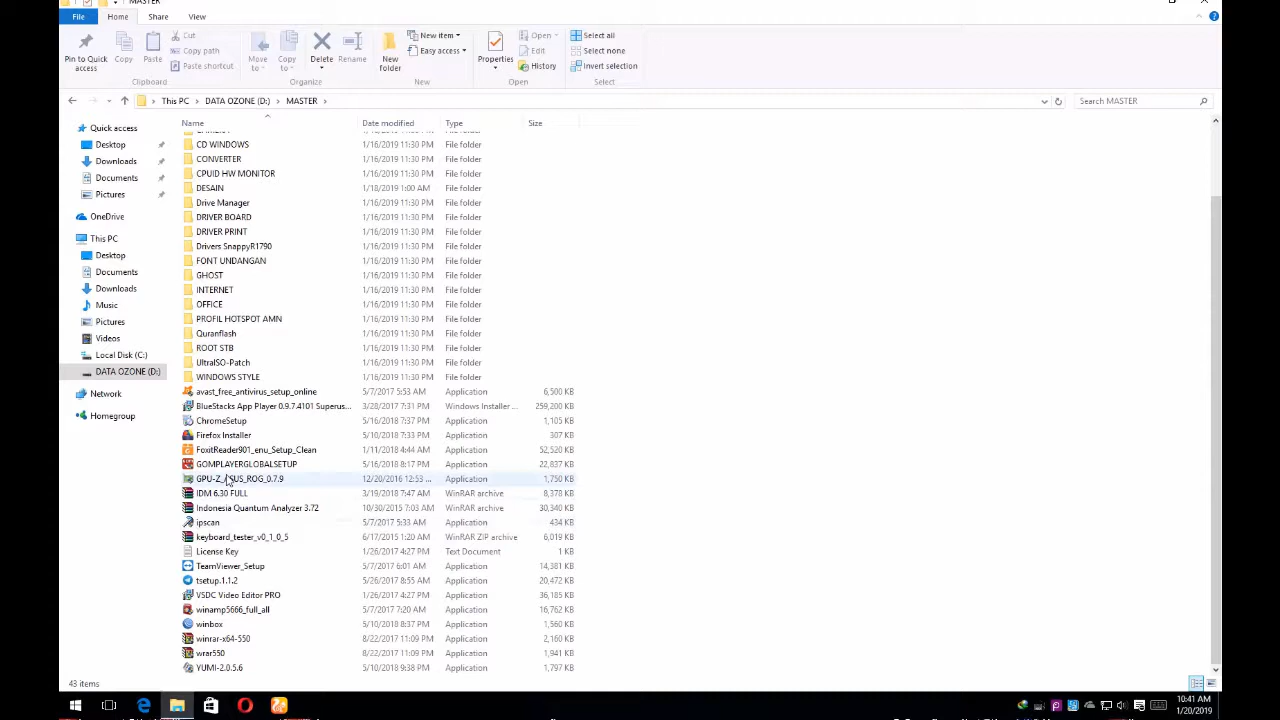 MASTER
File Home Share View
Pin to Quick access
Copy
Paste
Cut
Copy path
Paste shortcut
Clipboard
Move to
Copy to
Delete
Rename
Organize
New folder
New item
Easy access
New
Properties
Open
Edit
History
Open
Select all
Select none
Invert selection
Select
This PC > DATA OZONE (D:) > MASTER >
Search MASTER
Name Date modified Type Size
Quick access
Desktop
Downloads
Documents
Pictures
OneDrive
This PC
Desktop
Documents
Downloads
Music
Pictures
Videos
Local Disk (C:)
DATA OZONE (D:)
Network
Homegroup
CD WINDOWS 1/16/2019 11:30 PM File folder
CONVERTER 1/16/2019 11:30 PM File folder
CPUID HW MONITOR 1/16/2019 11:30 PM File folder
DESAIN 1/18/2019 1:00 AM File folder
Drive Manager 1/16/2019 11:30 PM File folder
DRIVER BOARD 1/16/2019 11:30 PM File folder
DRIVER PRINT 1/16/2019 11:30 PM File folder
Drivers SnappyR1790 1/16/2019 11:30 PM File folder
FONT UNDANGAN 1/16/2019 11:30 PM File folder
GHOST 1/16/2019 11:30 PM File folder
INTERNET 1/16/2019 11:30 PM File folder
OFFICE 1/16/2019 11:30 PM File folder
PROFIL HOTSPOT AMN 1/16/2019 11:30 PM File folder
Quranflash 1/16/2019 11:30 PM File folder
ROOT STB 1/16/2019 11:30 PM File folder
UltraISO-Patch 1/16/2019 11:30 PM File folder
WINDOWS STYLE 1/16/2019 11:30 PM File folder
avast_free_antivirus_setup_online 5/7/2017 5:53 AM Application 6,500 KB
BlueStacks App Player 0.9.7.4101 Superus... 3/28/2017 7:31 PM Windows Installer ... 259,200 KB
ChromeSetup 5/16/2018 7:37 PM Application 1,105 KB
Firefox Installer 5/10/2018 7:33 PM Application 307 KB
FoxitReader901_enu_Setup_Clean 1/11/2018 4:44 AM Application 52,520 KB
GOMPLAYERGLOBALSETUP 5/16/2018 8:17 PM Application 22,837 KB
GPU-Z_ASUS_ROG_0.7.9 12/20/2016 12:53 ... Application 1,750 KB
IDM 6.30 FULL 3/19/2018 7:47 AM WinRAR archive 8,378 KB
Indonesia Quantum Analyzer 3.72 10/30/2015 7:03 AM WinRAR archive 30,340 KB
ipscan 5/7/2017 5:33 AM Application 434 KB
keyboard_tester_v0_1_0_5 6/17/2015 1:20 AM WinRAR ZIP archive 6,019 KB
License Key 1/26/2017 4:27 PM Text Document 1 KB
TeamViewer_Setup 5/7/2017 6:01 AM Application 14,381 KB
tsetup.1.1.2 5/26/2017 8:55 AM Application 20,472 KB
VSDC Video Editor PRO 1/26/2017 4:27 PM Application 36,185 KB
winamp5666_full_all 5/7/2017 7:20 AM Application 16,762 KB
winbox 5/10/2018 8:37 PM Application 1,560 KB
winrar-x64-550 8/22/2017 11:09 PM Application 2,160 KB
wrar550 8/22/2017 11:09 PM Application 1,941 KB
YUMI-2.0.5.6 5/10/2018 9:38 PM Application 1,797 KB
43 items
10:41 AM
1/20/2019